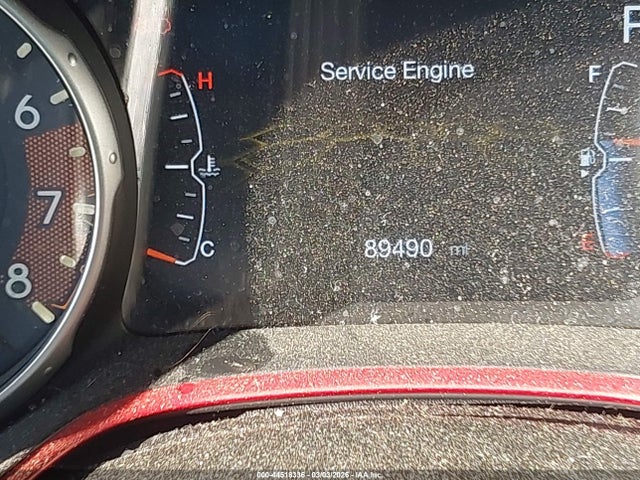 F
H
Service Engine
F
6
7
C
89490 mi
E
8
000-44518336 - 03/03/2026 - IAA Inc.